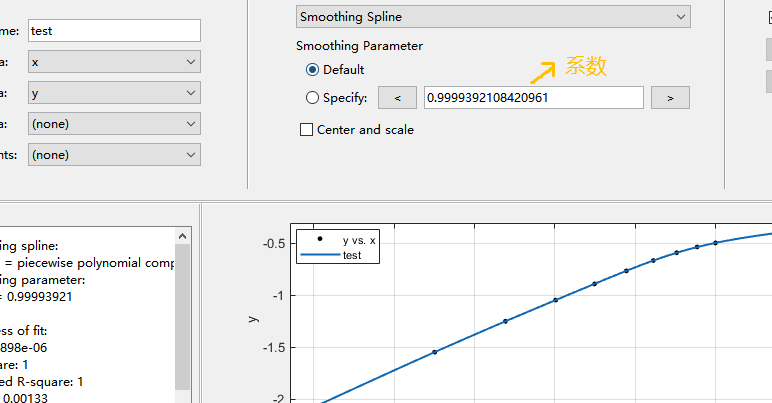 Smoothing Spline
me:
test
Smoothing Parameter
系数
a:
x
Default
a:
y
Specify:
<
0.9999392108420961
>
a:
(none)
Center and scale
nts:
(none)
ng spline:
= piecewise polynomial comp
ng parameter:
= 0.99993921
ss of fit:
898e-06
are: 1
ed R-square: 1
0.00133
y vs. x
test
-0.5
-1
-1.5
-2
y